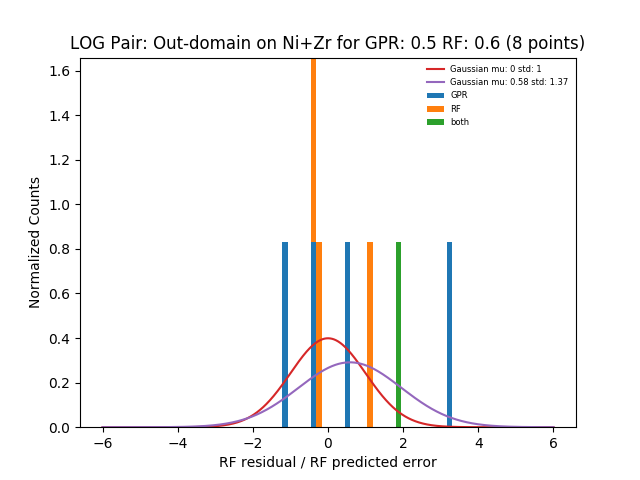 LOG Pair: Out-domain on Ni+Zr for GPR: 0.5 RF: 0.6 (8 points)
Gaussian mu: 0 std: 1
Gaussian mu: 0.58 std: 1.37
GPR
RF
both
Normalized Counts
1.6
1.4
1.2
1.0
0.8
0.6
0.4
0.2
0.0
−6 −4 −2 0 2 4 6
RF residual / RF predicted error